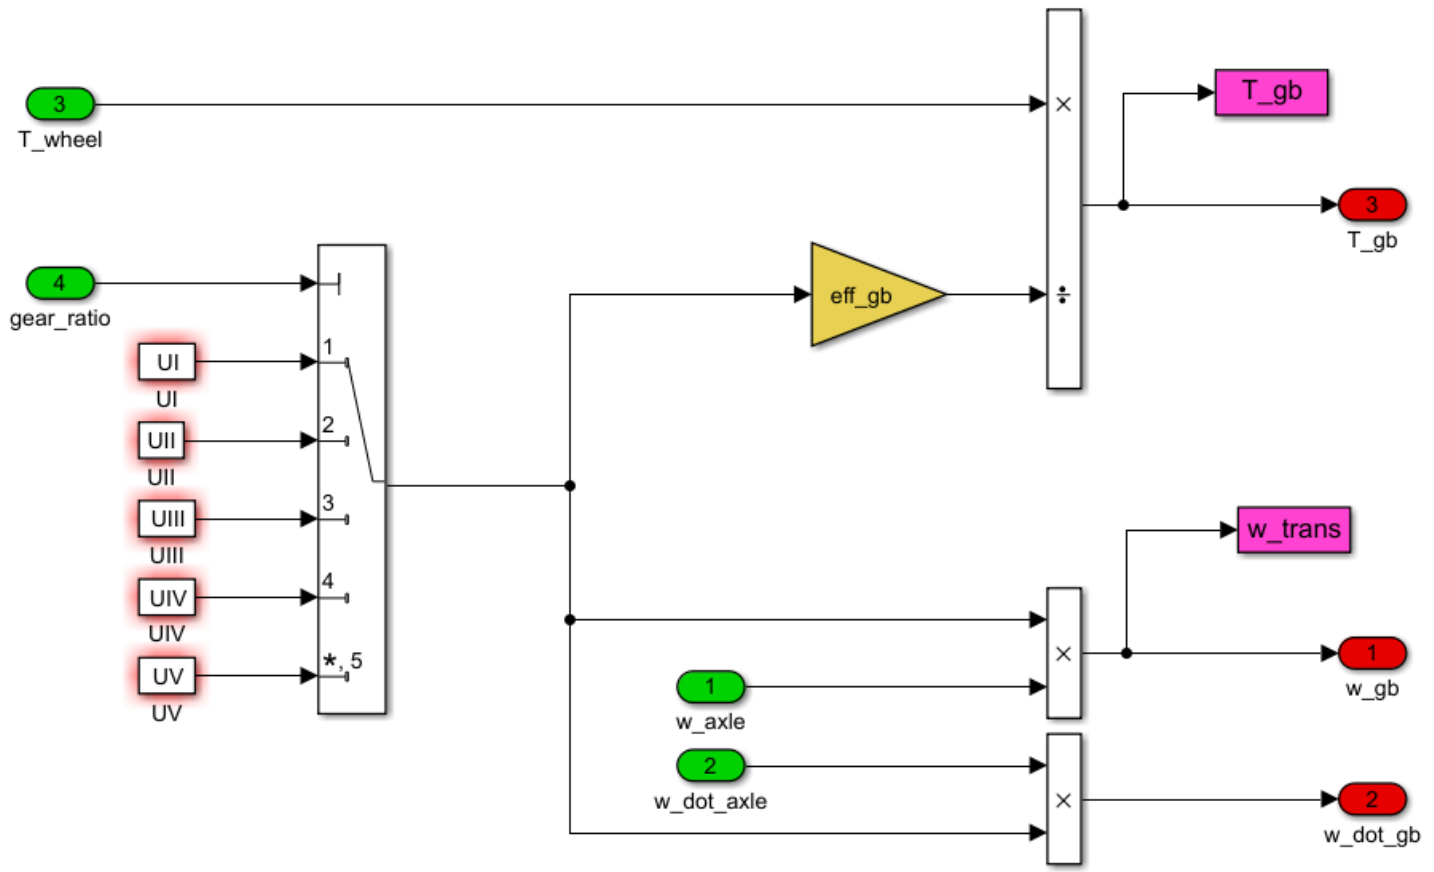 T_gb
3
T_wheel
×
3
T_gb
4
gear_ratio
eff_gb
÷
UI
UI
1
UII
UII
2
UIII
UIII
3
UIV
UIV
4
UV
UV
*, 5
w_trans
1
w_axle
×
1
w_gb
2
w_dot_axle
×
2
w_dot_gb